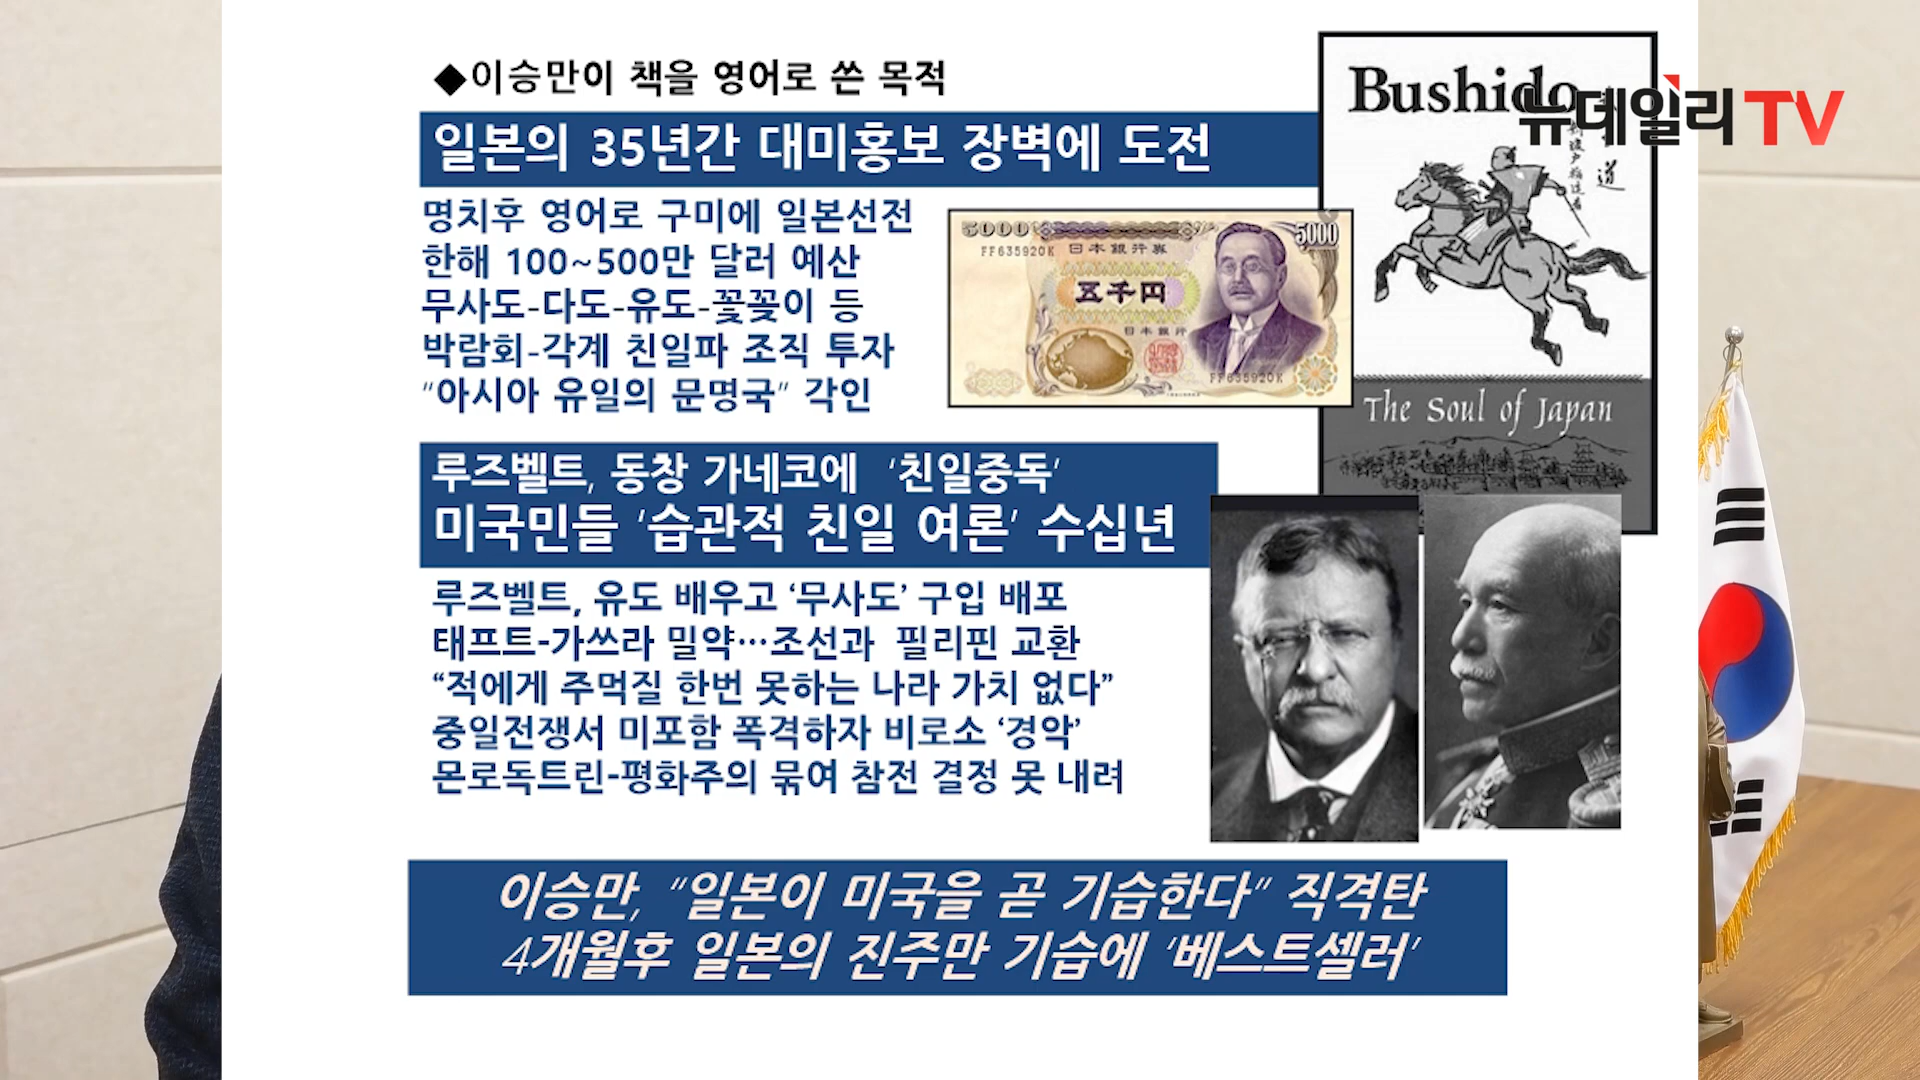 ◆이승만이 책을 영어로 쓴 목적
일본의 35년간 대미홍보 장벽에 도전
명치후 영어로 구미에 일본선전
한해 100~500만 달러 예산
무사도-다도-유도-꽃꽂이 등
박람회-각계 친일파 조직 투자
"아시아 유일의 문명국" 각인
Bushido
뉴데일리TV
道
The Soul of Japan
5000
5000
FF635920K
日本銀行券
五千円
日本銀行
FF635920K
루즈벨트, 동창 가네코에 '친일중독'
미국민들 '습관적 친일 여론' 수십년
루즈벨트, 유도 배우고 ‘무사도’ 구입 배포
태프트-가쓰라 밀약…조선과 필리핀 교환
“적에게 주먹질 한번 못하는 나라 가치 없다”
중일전쟁서 미포함 폭격하자 비로소 ‘경악’
몬로독트린-평화주의 묶여 참전 결정 못 내려
이승만, "일본이 미국을 곧 기습한다" 직격탄
4개월후 일본의 진주만 기습에 '베스트셀러'